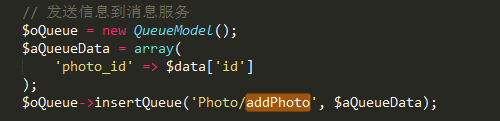 // 发送信息到消息服务
$oQueue = new QueueModel();
$aQueueData = array(
    'photo_id' => $data['id']
);
$oQueue->insertQueue('Photo/addPhoto', $aQueueData);